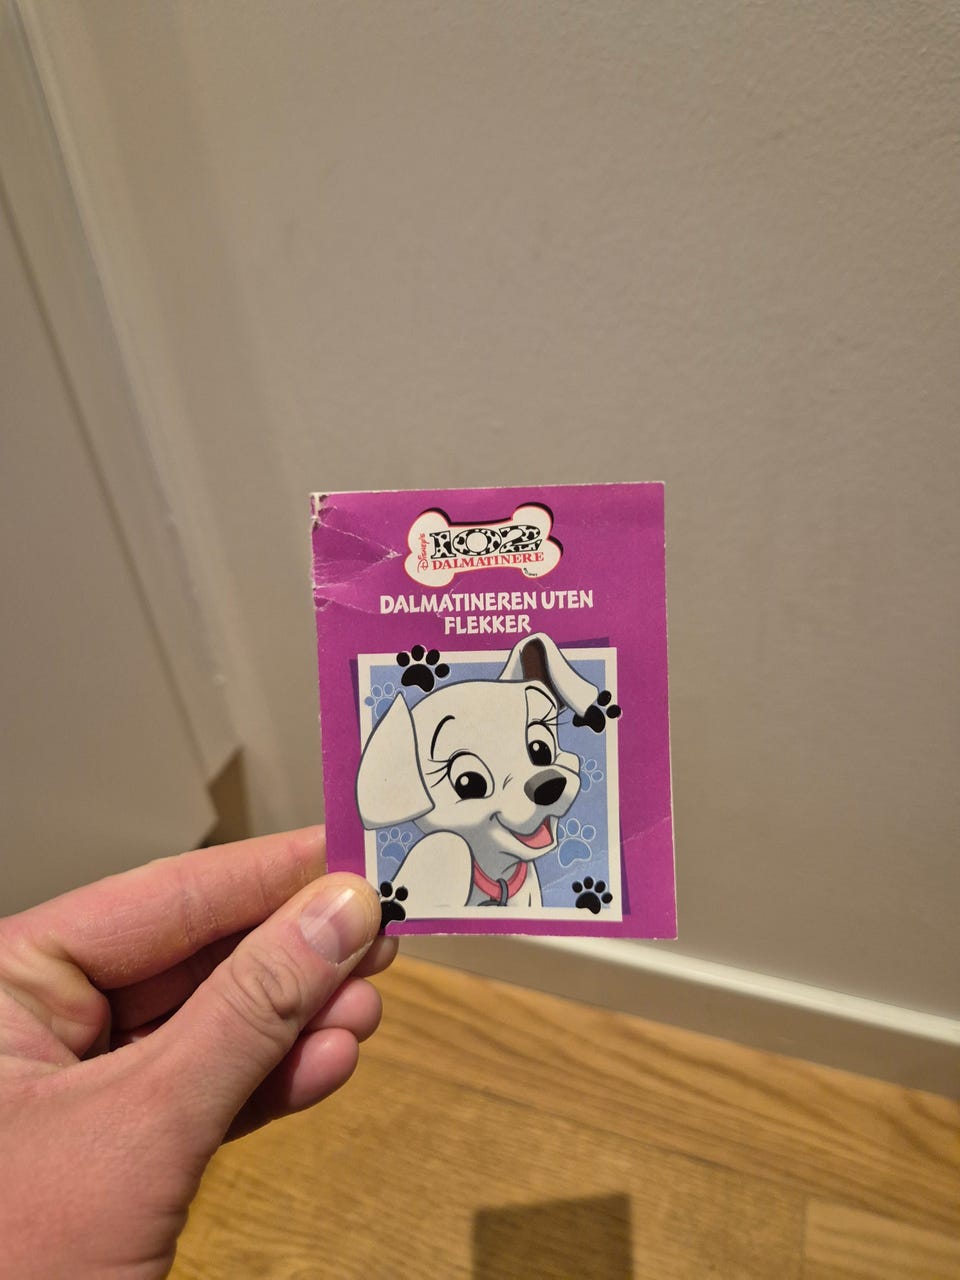 Disney's
102
DALMATINERE
DALMATINEREN UTEN
FLEKKER